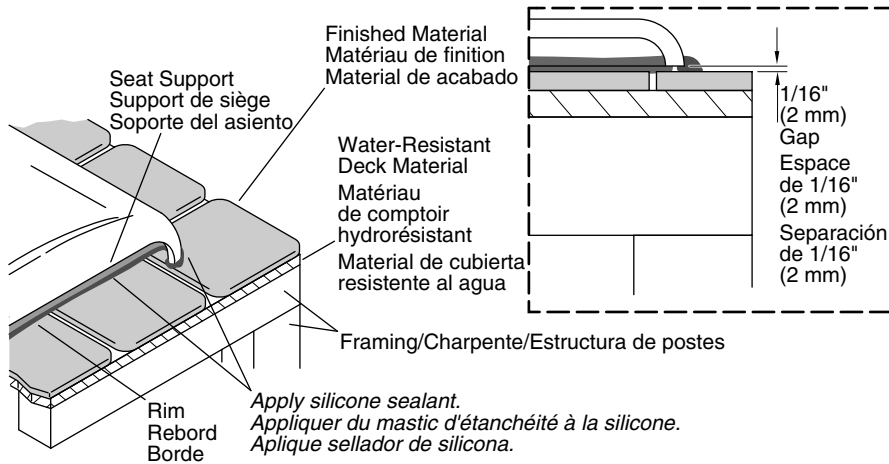 Finished Material
Matériau de finition
Material de acabado
Seat Support
Support de siège
Soporte del asiento
Water-Resistant
Deck Material
Matériau
de comptoir
hydrorésistant
Material de cubierta
resistente al agua
1/16"
(2 mm)
Gap
Espace
de 1/16"
(2 mm)
Separación
de 1/16"
(2 mm)
Framing/Charpente/Estructura de postes
Rim
Rebord
Borde
Apply silicone sealant.
Appliquer du mastic d'étanchéité à la silicone.
Aplique sellador de silicona.